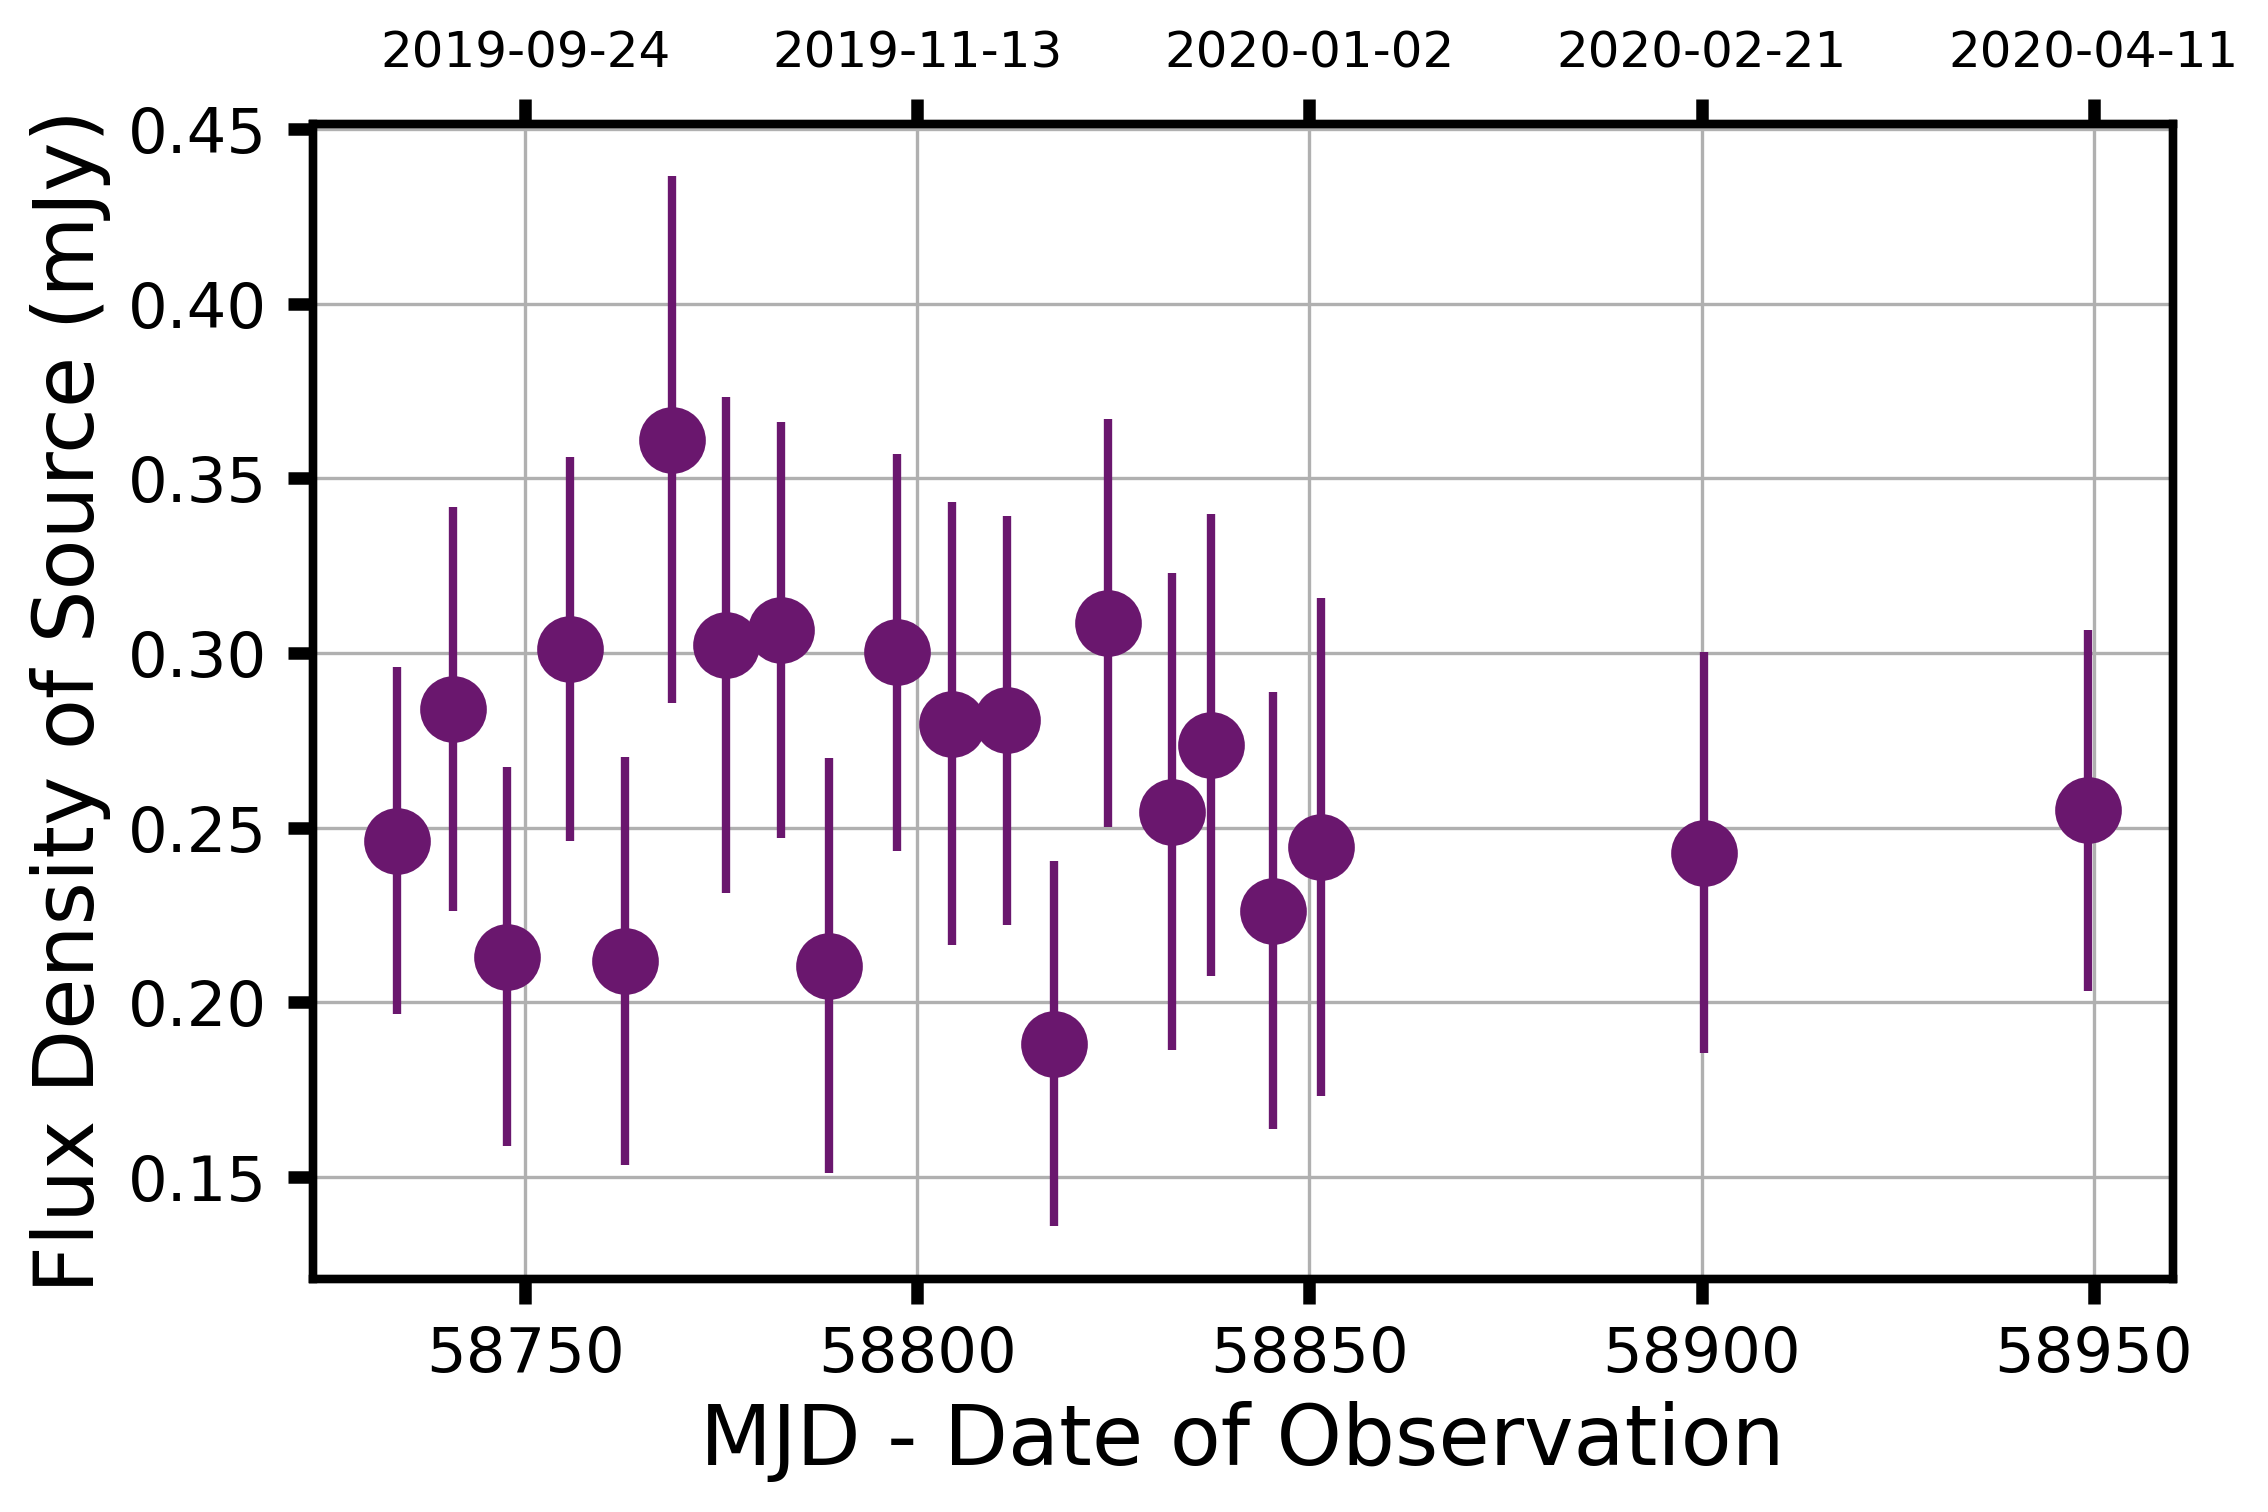 2019-09-24 2019-11-13 2020-01-02 2020-02-21 2020-04-11
Flux Density of Source (mJy)
0.45
0.40
0.35
0.30
0.25
0.20
0.15
58750 58800 58850 58900 58950
MJD - Date of Observation